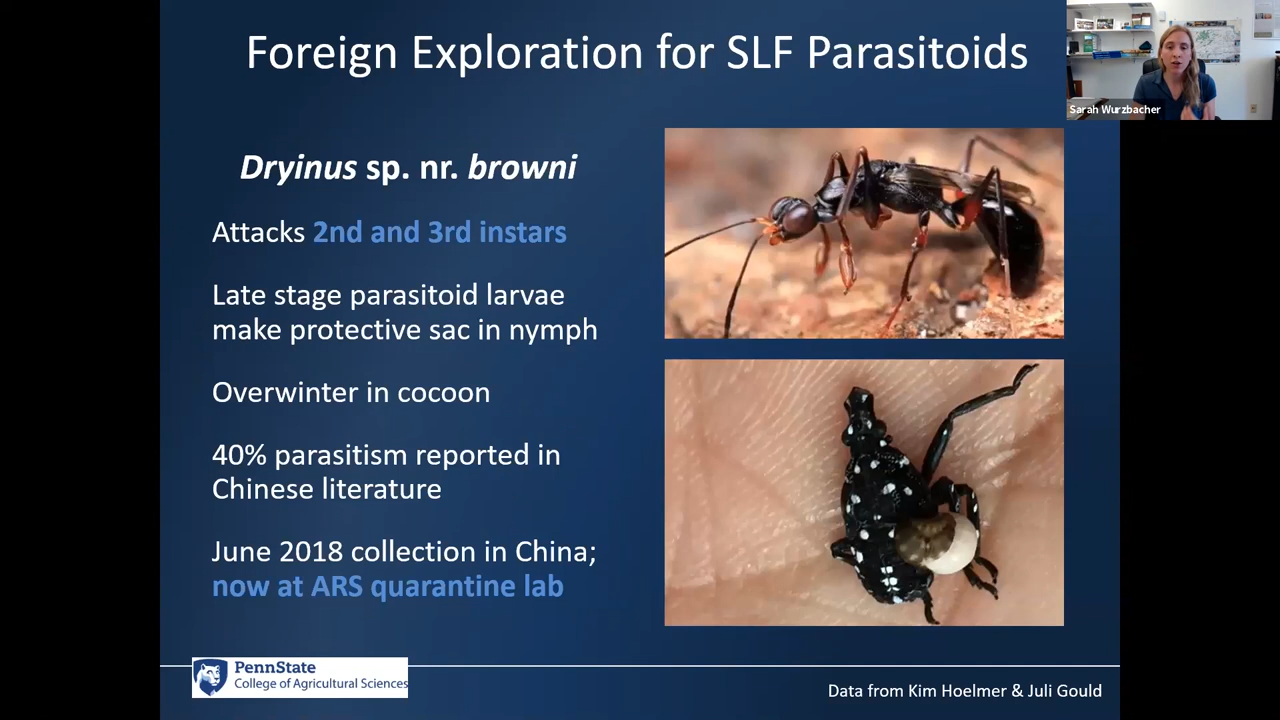 Foreign Exploration for SLF Parasitoids
Sarah Wurzbacher
Dryinus sp. nr. browni
Attacks 2nd and 3rd instars
Late stage parasitoid larvae
make protective sac in nymph
Overwinter in cocoon
40% parasitism reported in
Chinese literature
June 2018 collection in China;
now at ARS quarantine lab
PennState
College of Agricultural Sciences
Data from Kim Hoelmer & Juli Gould